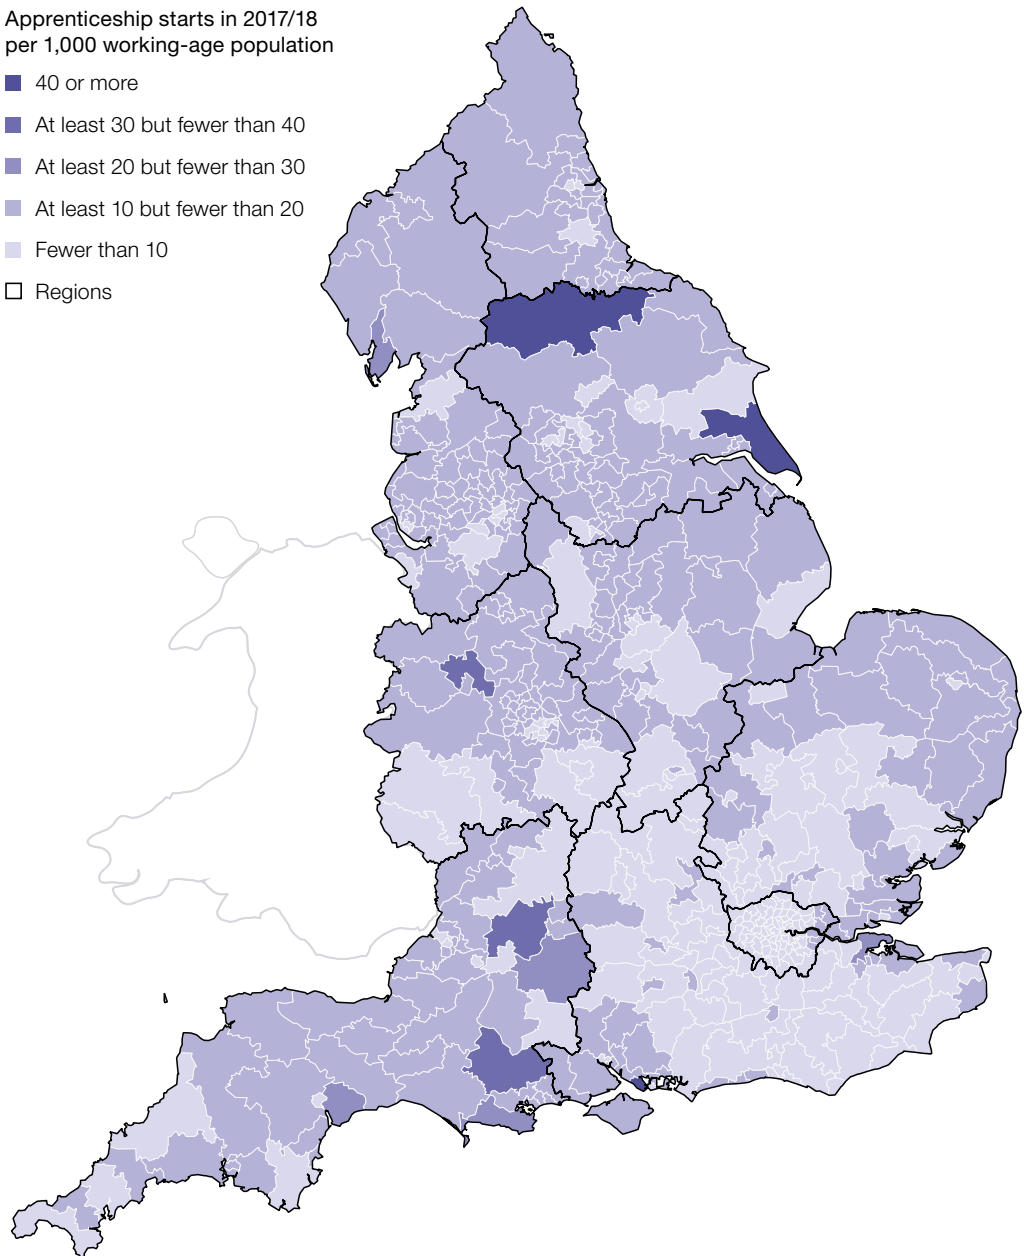 Apprenticeship starts in 2017/18
per 1,000 working-age population
40 or more
At least 30 but fewer than 40
At least 20 but fewer than 30
At least 10 but fewer than 20
Fewer than 10
Regions